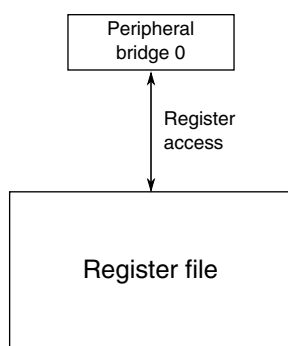 Peripheral
bridge 0
Register
access
Register file